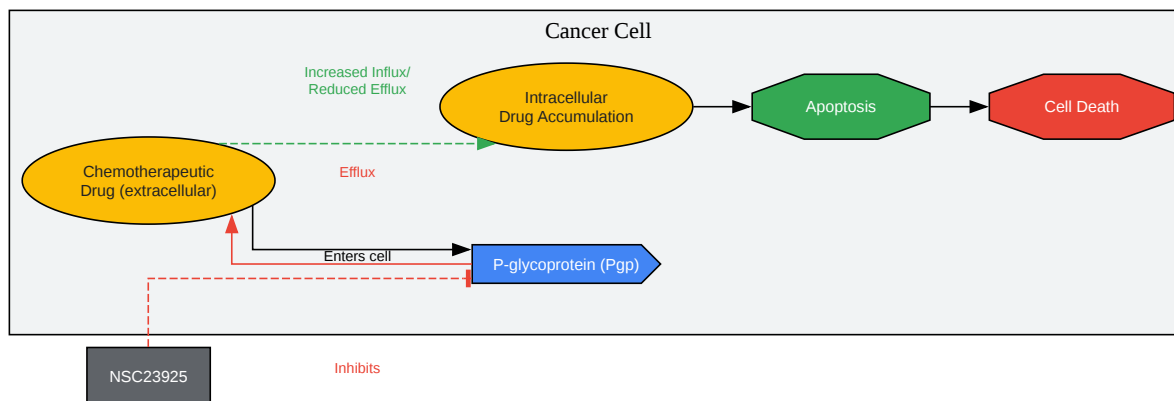 Cancer Cell
Increased Influx/
Reduced Efflux
Intracellular
Drug Accumulation
Apoptosis
Cell Death
Chemotherapeutic
Drug (extracellular)
Efflux
Enters cell
P-glycoprotein (Pgp)
NSC23925
Inhibits